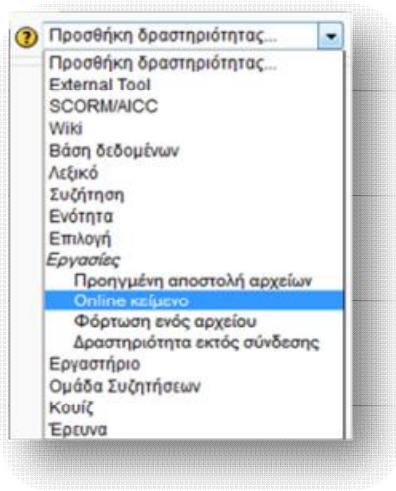 Προσθήκη δραστηριότητας...
Προσθήκη δραστηριότητας...
External Tool
SCORM/AICC
Wiki
Βάση δεδομένων
Λεξικό
Συζήτηση
Ενότητα
Επιλογή
Εργασίες
Προηγμένη αποστολή αρχείων
Online κείμενο
Φόρτωση ενός αρχείου
Δραστηριότητα εκτός σύνδεσης
Εργαστήριο
Ομάδα Συζητήσεων
Κουίζ
Έρευνα